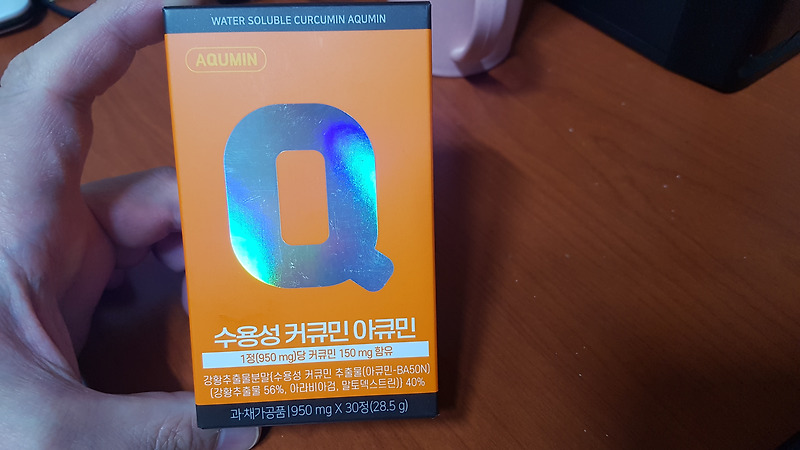 WATER SOLUBLE CURCUMIN AQUMIN
AQUMIN
Q
수용성 커큐민 아큐민
1정(950 mg)당 커큐민 150 mg 함유
강황추출물분말{수용성 커큐민 추출물(아큐민-BA50N)
(강황추출물 56%, 아라비아검, 말토덱스트린)} 40%
과·채가공품|950 mg X 30정(28.5 g)